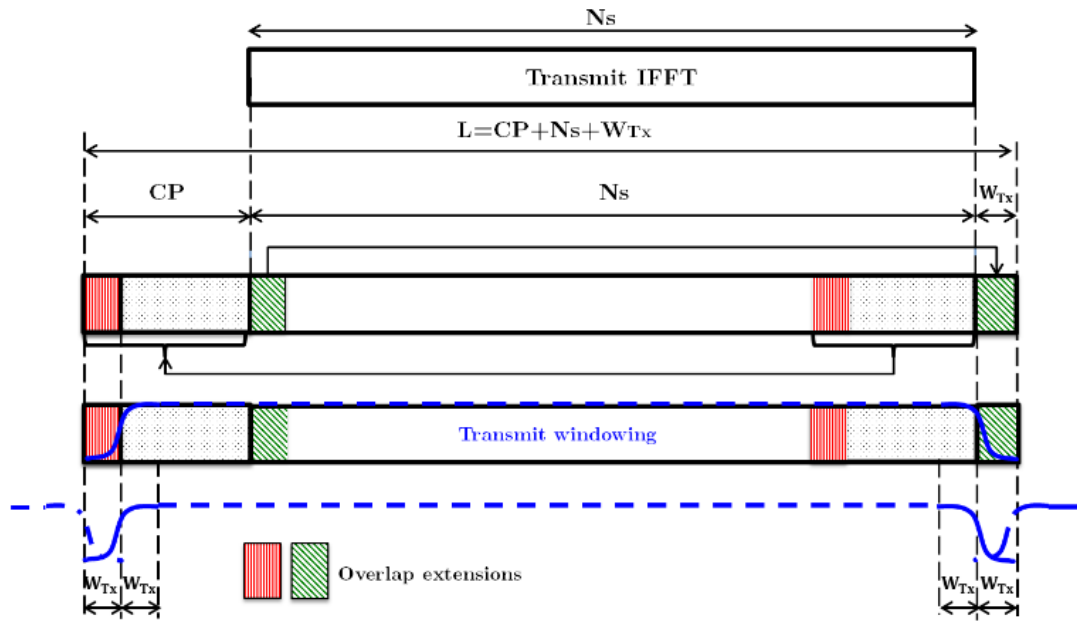 Ns
Transmit IFFT
L=CP+Ns+WTx
CP
Ns
WTx
Transmit windowing
Overlap extensions
WTx
WTx
WTx
WTx